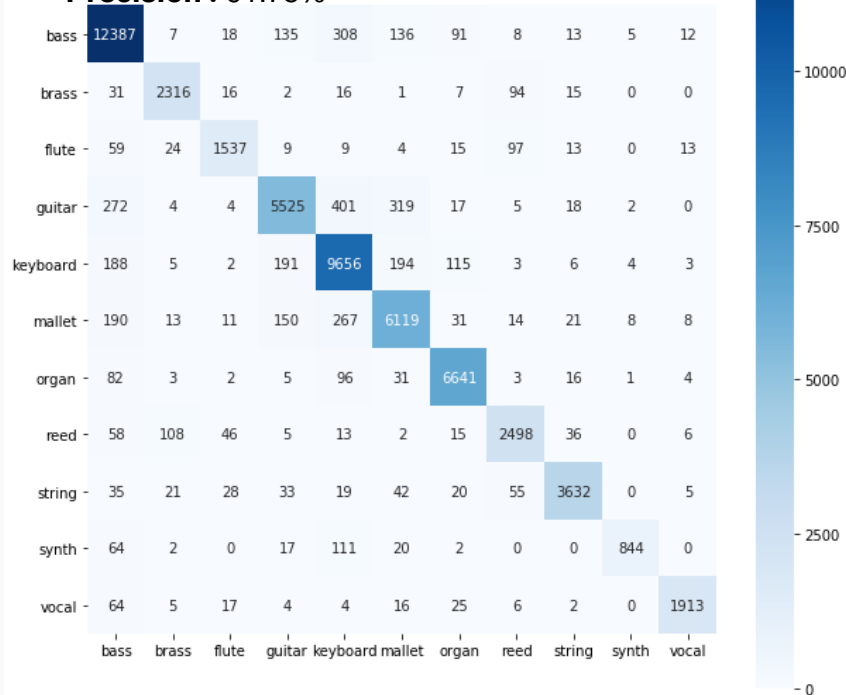 Precision:
bass 12387 7 18 135 308 136 91 8 13 5 12
brass 31 2316 16 2 16 1 7 94 15 0 0
flute 59 24 1537 9 9 4 15 97 13 0 13
guitar 272 4 4 5525 401 319 17 5 18 2 0
keyboard 188 5 2 191 9656 194 115 3 6 4 3
mallet 190 13 11 150 267 6119 31 14 21 8 8
organ 82 3 2 5 96 31 6641 3 16 1 4
reed 58 108 46 5 13 2 15 2498 36 0 6
string 35 21 28 33 19 42 20 55 3632 0 5
synth 64 2 0 17 111 20 2 0 0 844 0
vocal 64 5 17 4 4 16 25 6 2 0 1913
bass brass flute guitar keyboard mallet organ reed string synth vocal
10000
7500
5000
2500
0